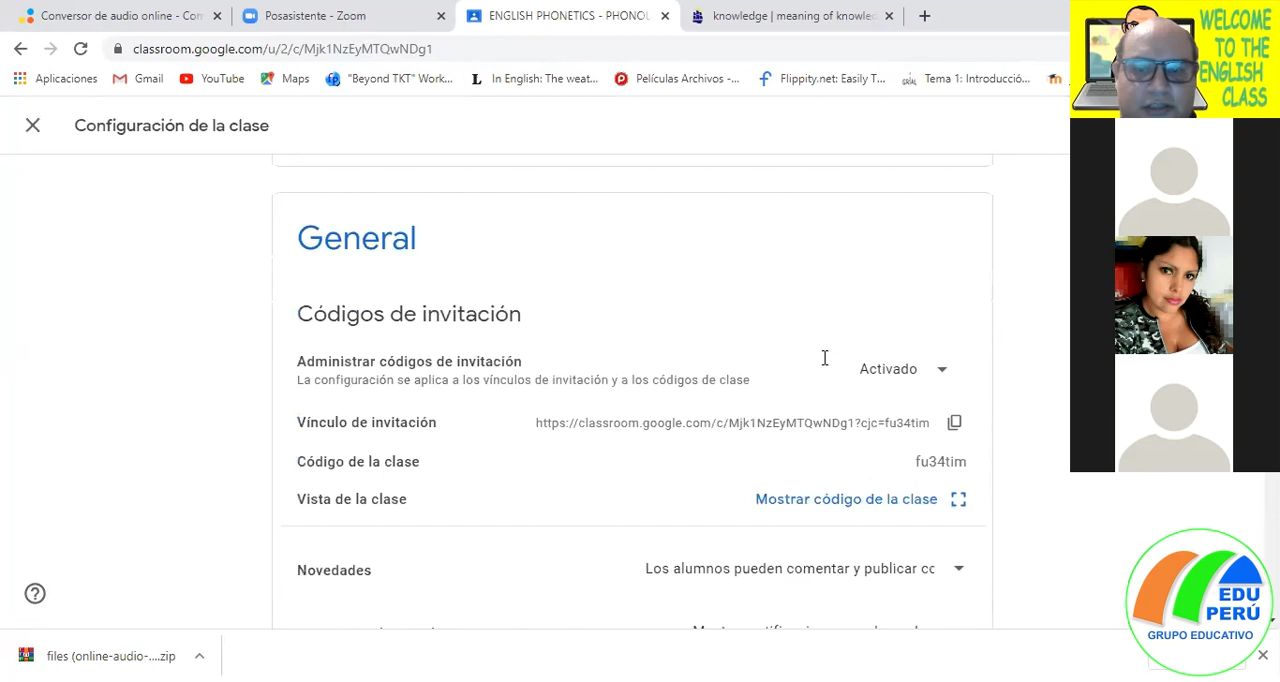 Conversor de audio online - Con
Posasistente - Zoom
ENGLISH PHONETICS - PHONOL
knowledge | meaning of knowled
classroom.google.com/u/2/c/Mjk1NzEyMTQwNDg1
Aplicaciones
Gmail
YouTube
Maps
"Beyond TKT" Work...
In English: The weat...
Películas Archivos -...
Flippity.net: Easily T...
Tema 1: Introducció...
Configuración de la clase
General
Códigos de invitación
Administrar códigos de invitación
La configuración se aplica a los vínculos de invitación y a los códigos de clase
Activado
Vínculo de invitación
https://classroom.google.com/c/Mjk1NzEyMTQwNDg1?cjc=fu34tim
Código de la clase
fu34tim
Vista de la clase
Mostrar código de la clase
Novedades
Los alumnos pueden comentar y publicar cc
files (online-audio-....zip
WELCOME
TO THE
ENGLISH
CLASS
EDU
PERÚ
GRUPO EDUCATIVO